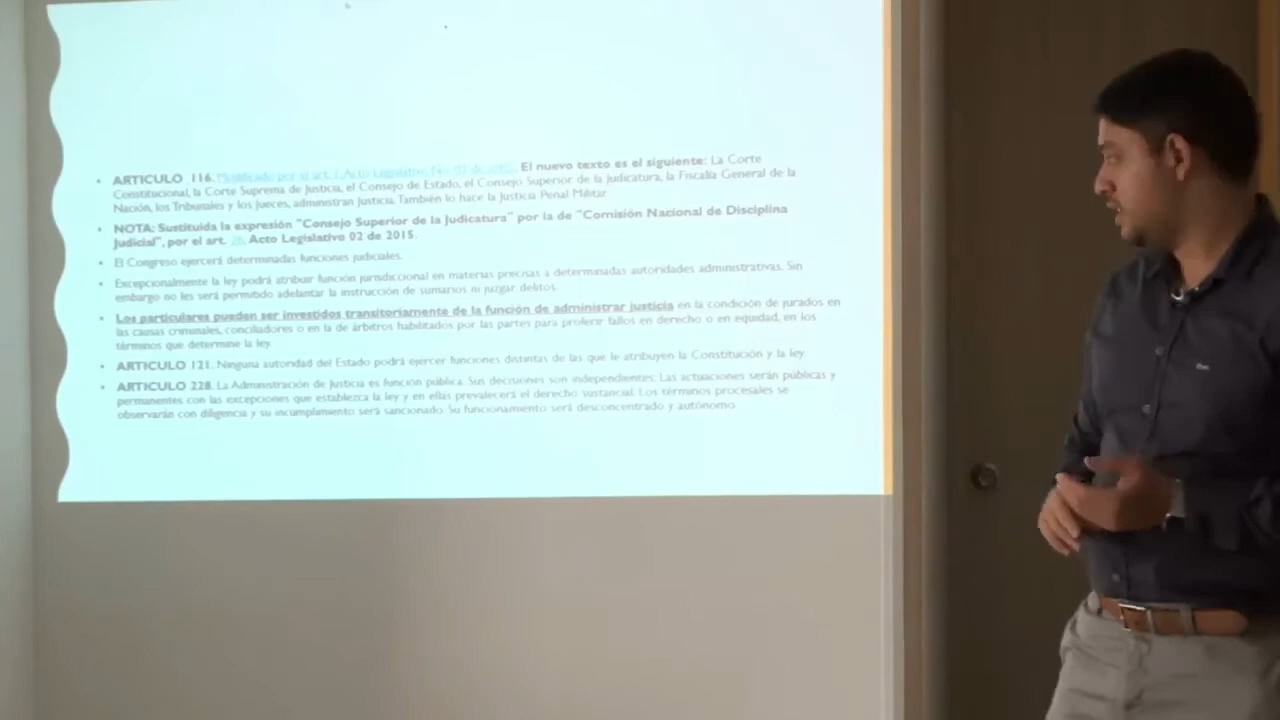 • ARTICULO 116. Modificado por el art. 1, Acto Legislativo No. 03 de 2002. El nuevo texto es el siguiente: La Corte
Constitucional, la Corte Suprema de Justicia, el Consejo de Estado, el Consejo Superior de la Judicatura, la Fiscalía General de la
Nación, los Tribunales y los Jueces, administran Justicia. También lo hace la Justicia Penal Militar.
• NOTA: Sustituida la expresión "Consejo Superior de la Judicatura" por la de "Comisión Nacional de Disciplina
Judicial", por el art. 26, Acto Legislativo 02 de 2015.
• El Congreso ejercerá determinadas funciones judiciales.
• Excepcionalmente la ley podrá atribuir función jurisdiccional en materias precisas a determinadas autoridades administrativas. Sin
embargo no les será permitido adelantar la instrucción de sumarios ni juzgar delitos.
• Los particulares pueden ser investidos transitoriamente de la función de administrar justicia en la condición de jurados en
las causas criminales, conciliadores o en la de árbitros habilitados por las partes para proferir fallos en derecho o en equidad, en los
términos que determine la ley.
• ARTICULO 121. Ninguna autoridad del Estado podrá ejercer funciones distintas de las que le atribuyen la Constitución y la ley.
• ARTICULO 228. La Administración de Justicia es función pública. Sus decisiones son independientes. Las actuaciones serán públicas y
permanentes con las excepciones que establezca la ley y en ellas prevalecerá el derecho sustancial. Los términos procesales se
observarán con diligencia y su incumplimiento será sancionado. Su funcionamiento será desconcentrado y autónomo.